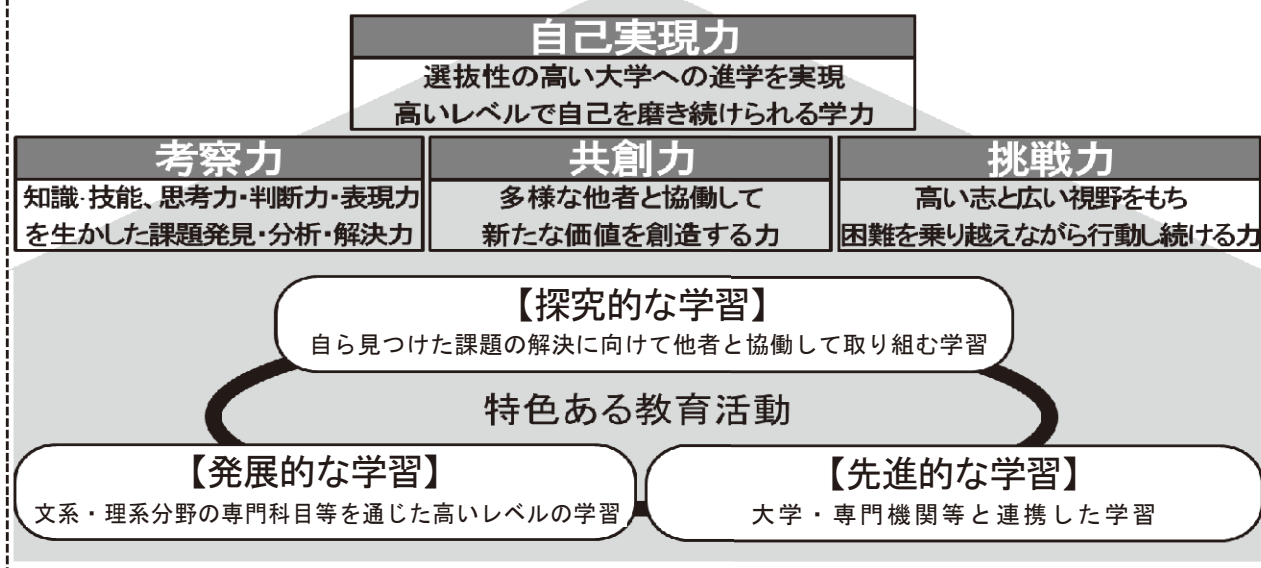 自己実現力
選抜性の高い大学への進学を実現
高いレベルで自己を磨き続けられる学力
考察力
知識・技能、思考力・判断力・表現力
を生かした課題発見・分析・解決力
共創力
多様な他者と協働して
新たな価値を創造する力
挑戦力
高い志と広い視野をもち
困難を乗り越えながら行動し続ける力
【探究的な学習】
自ら見つけた課題の解決に向けて他者と協働して取り組む学習
特色ある教育活動
【発展的な学習】
文系・理系分野の専門科目等を通じた高いレベルの学習
【先進的な学習】
大学・専門機関等と連携した学習